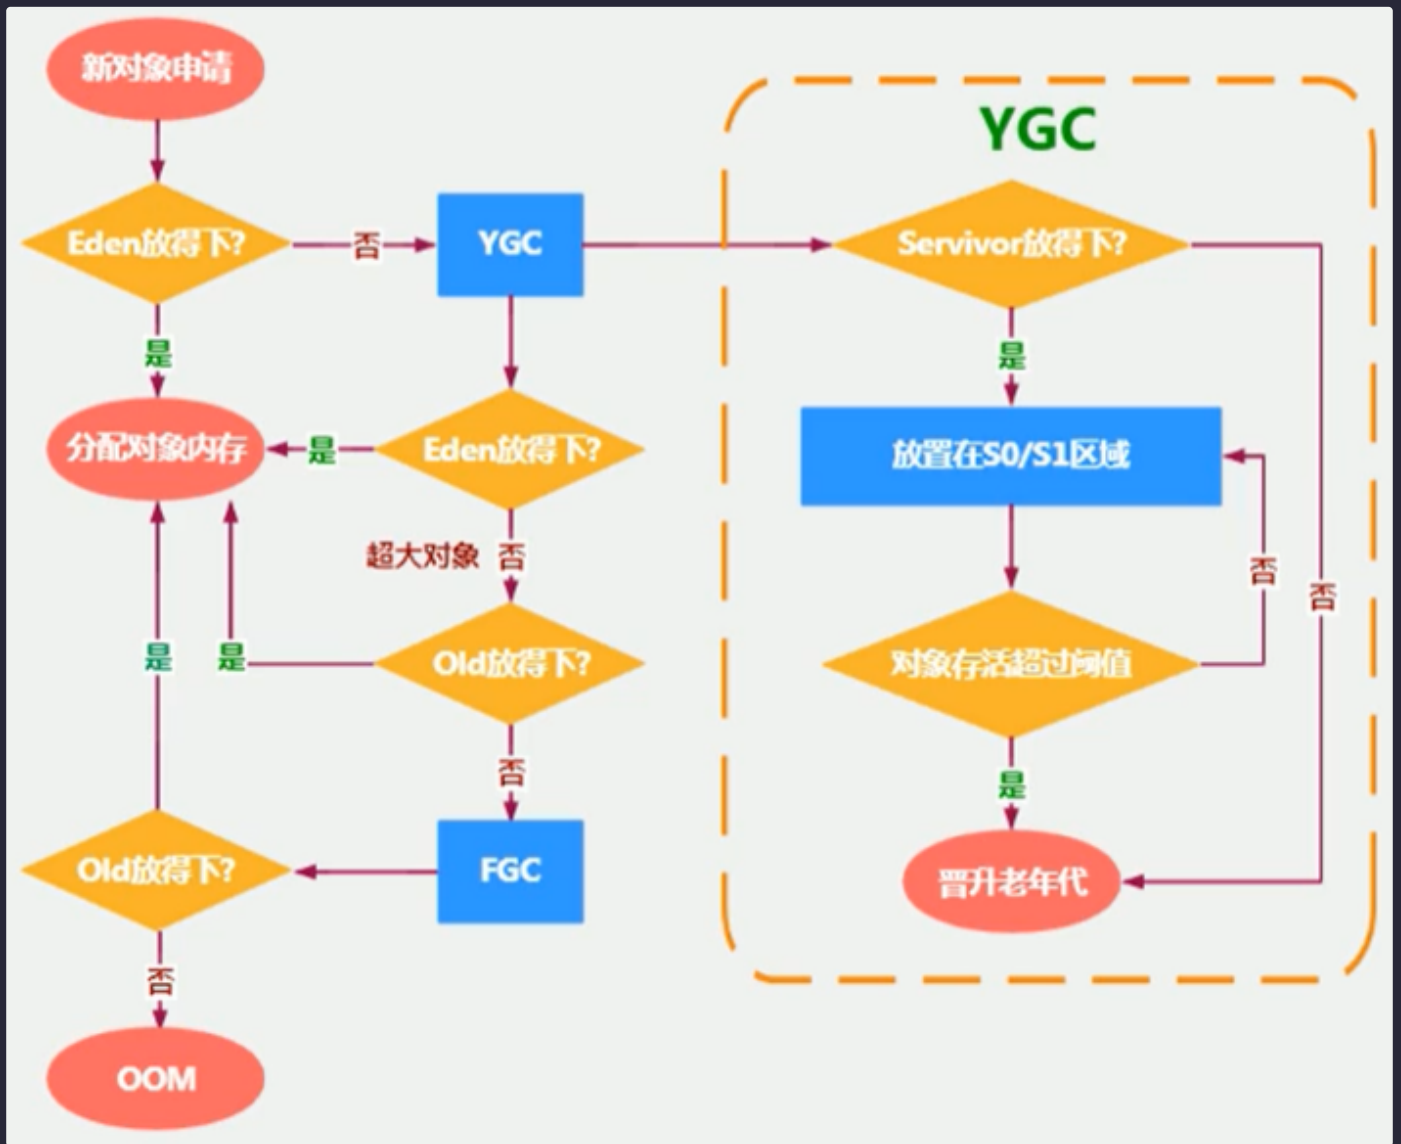 新对象申请
YGC
Eden放得下?
否
YGC
Servivor放得下?
是
是
分配对象内存
是
Eden放得下?
放置在S0/S1区域
超大对象
否
否
否
是
是
Old放得下?
对象存活超过阈值
否
是
Old放得下?
FGC
晋升老年代
否
OOM